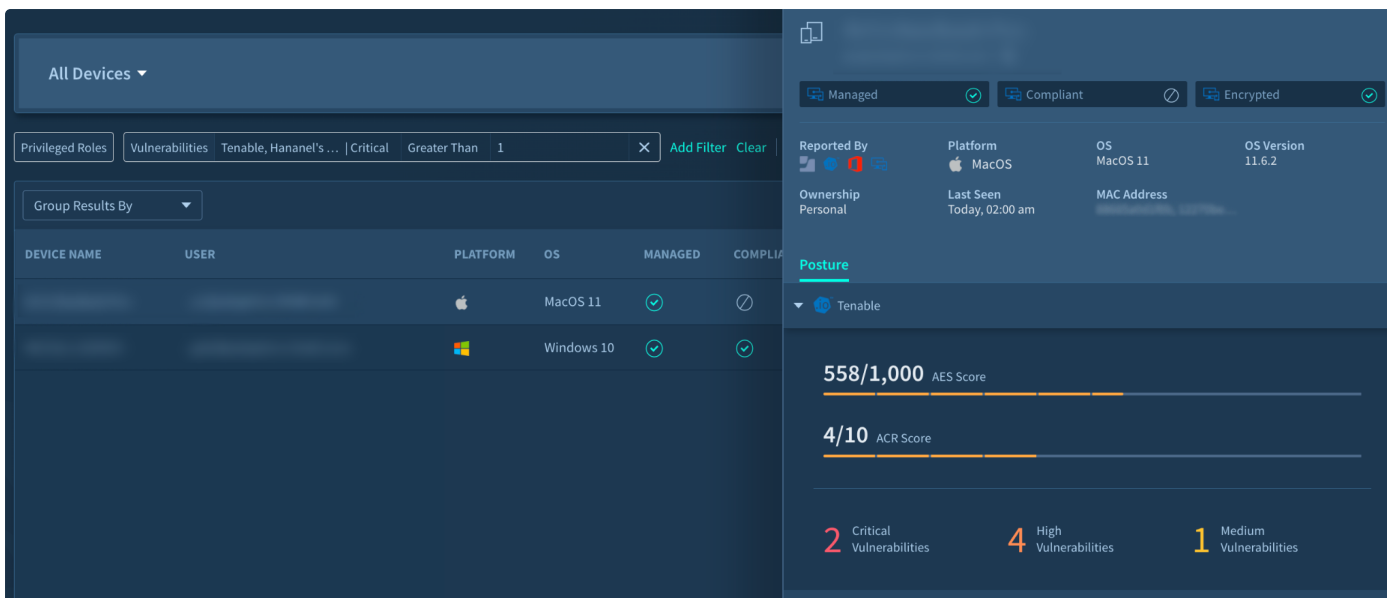 All Devices
Privileged Roles
Vulnerabilities Tenable, Hananel's ... | Critical Greater Than 1
Add Filter Clear
Group Results By
DEVICE NAME USER PLATFORM OS MANAGED COMPLIA
MacOS 11
Windows 10
Managed Compliant Encrypted
Reported By Platform OS OS Version
MacOS MacOS 11 11.6.2
Ownership Last Seen MAC Address
Personal Today, 02:00 am
Posture
Tenable
558/1,000 AES Score
4/10 ACR Score
2 Critical Vulnerabilities
4 High Vulnerabilities
1 Medium Vulnerabilities